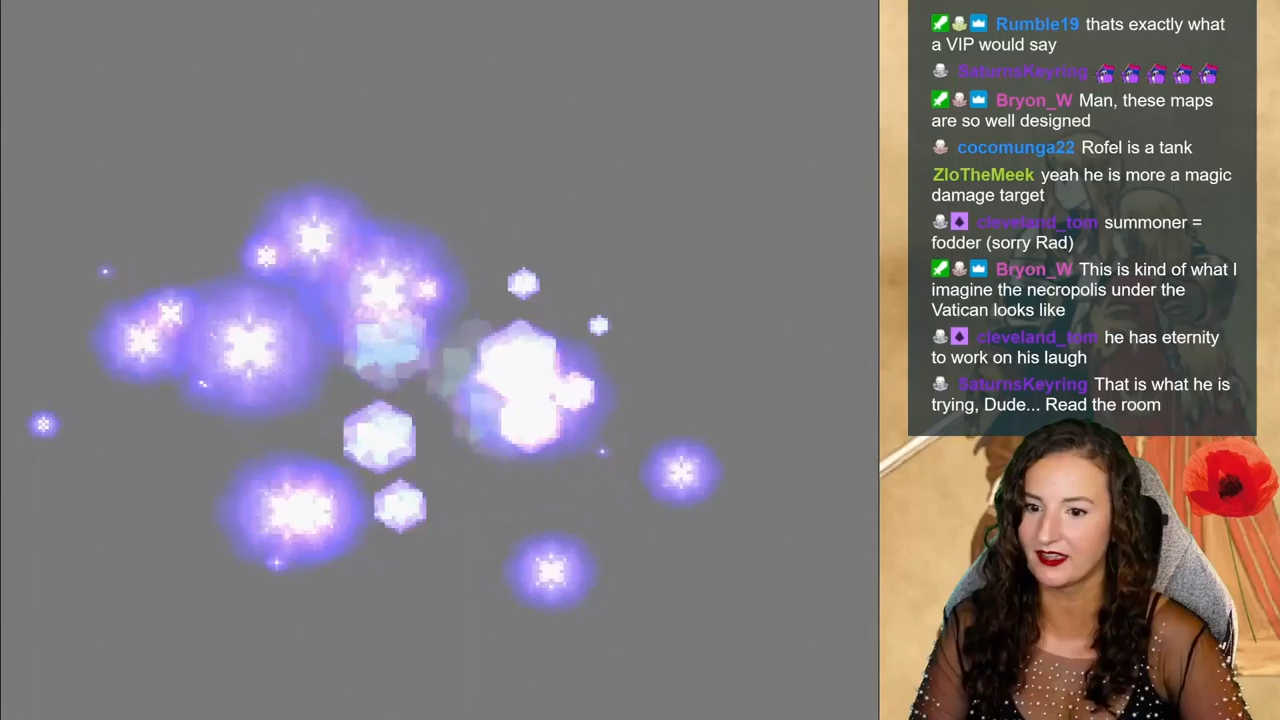 Rumble19 thats exactly what
a VIP would say
SaturnsKeyring
Bryon_W Man, these maps
are so well designed
cocomunga22 Rofel is a tank
ZloTheMeek yeah he is more a magic
damage target
cleveland_tom summoner =
fodder (sorry Rad)
Bryon_W This is kind of what I
imagine the necropolis under the
Vatican looks like
cleveland_tom he has eternity
to work on his laugh
SaturnsKeyring That is what he is
trying, Dude... Read the room